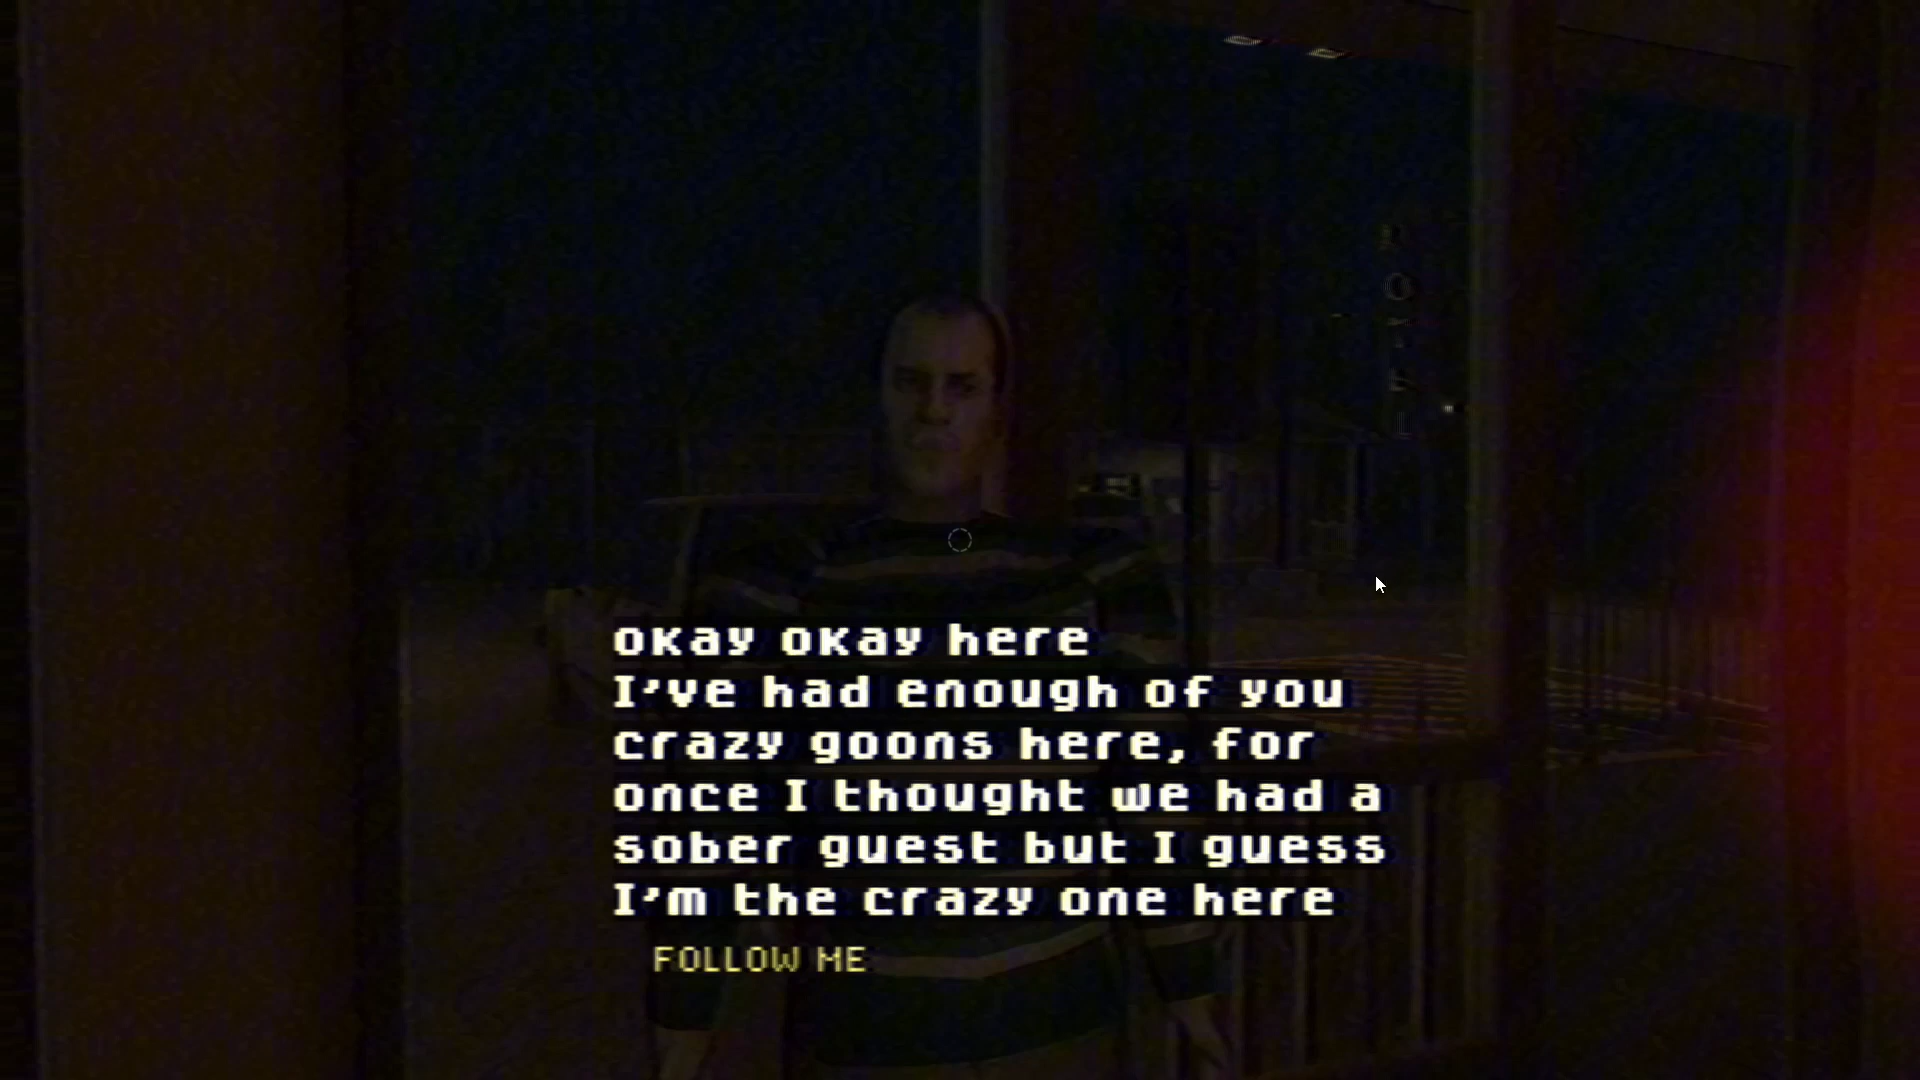 okay okay here
I've had enough of you
crazy goons here, for
once I thought we had a
sober guest but I guess
I'm the crazy one here
FOLLOW ME